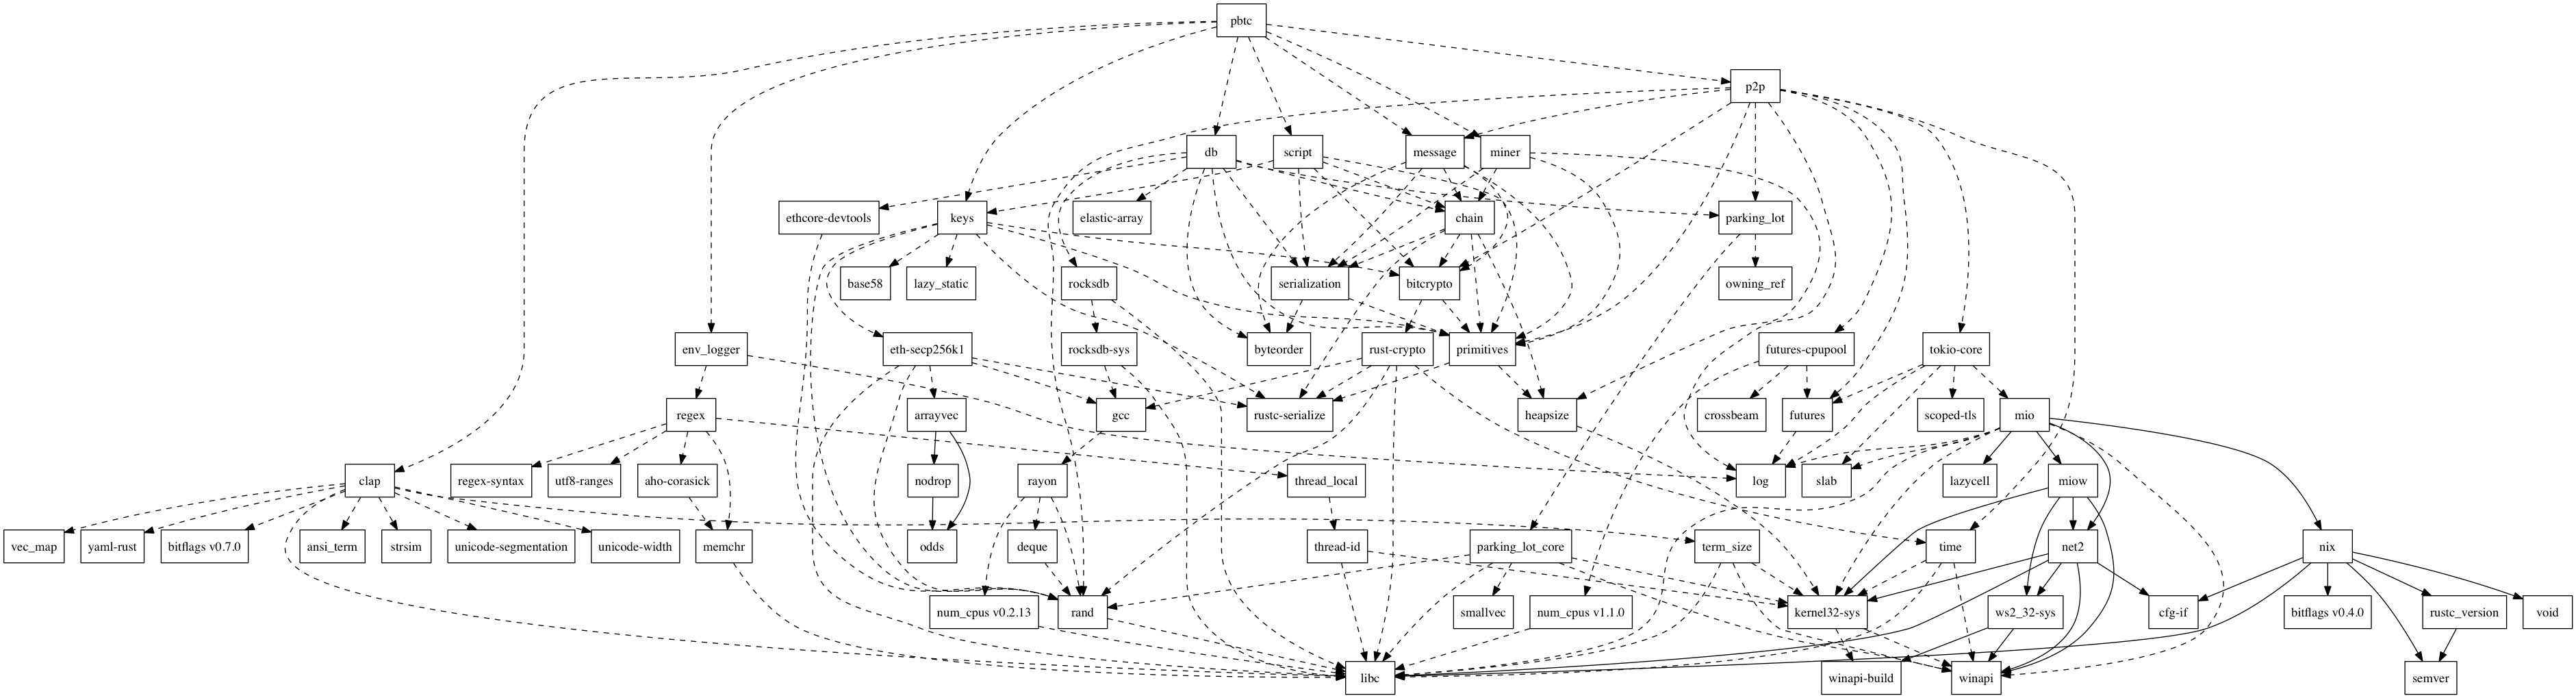 pbtc
p2p
db
script
message
miner
ethcore-devtools
keys
elastic-array
chain
parking_lot
base58
lazy_static
rocksdb
serialization
bitcrypto
owning_ref
env_logger
eth-secp256k1
rocksdb-sys
byteorder
rust-crypto
primitives
futures-cpupool
tokio-core
regex
arrayvec
gcc
rustc-serialize
heapsize
crossbeam
futures
scoped-tls
mio
clap
regex-syntax
utf8-ranges
aho-corasick
nodrop
rayon
thread_local
log
slab
lazycell
miow
vec_map
yaml-rust
bitflags v0.7.0
ansi_term
strsim
unicode-segmentation
unicode-width
memchr
odds
deque
thread-id
parking_lot_core
term_size
time
net2
nix
num_cpus v0.2.13
rand
smallvec
num_cpus v1.1.0
kernel32-sys
ws2_32-sys
cfg-if
bitflags v0.4.0
rustc_version
void
libc
winapi-build
winapi
semver